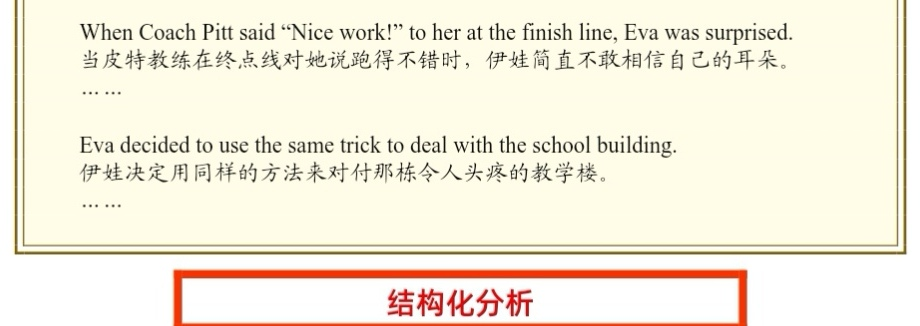 When Coach Pitt said “Nice work!” to her at the finish line, Eva was surprised.
当皮特教练在终点线对她说跑得不错时，伊娃简直不敢相信自己的耳朵。
… …
Eva decided to use the same trick to deal with the school building.
伊娃决定用同样的方法来对付那栋令人头疼的教学楼。
… …
结构化分析